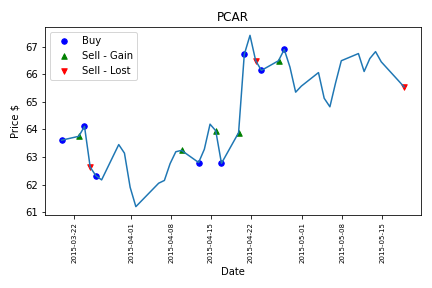 PCAR
Buy
Sell - Gain
Sell - Lost
Price $
67
66
65
64
63
62
61
2015-03-22
2015-04-01
2015-04-08
2015-04-15
2015-04-22
2015-05-01
2015-05-08
2015-05-15
Date